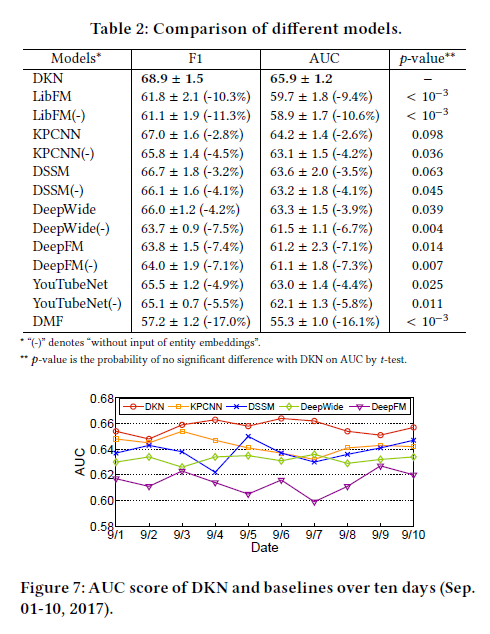 Table 2: Comparison of different models.
Models* F1 AUC p-value**
DKN 68.9 ± 1.5 65.9 ± 1.2 –
LibFM 61.8 ± 2.1 (-10.3%) 59.7 ± 1.8 (-9.4%) < 10⁻³
LibFM(-) 61.1 ± 1.9 (-11.3%) 58.9 ± 1.7 (-10.6%) < 10⁻³
KPCNN 67.0 ± 1.6 (-2.8%) 64.2 ± 1.4 (-2.6%) 0.098
KPCNN(-) 65.8 ± 1.4 (-4.5%) 63.1 ± 1.5 (-4.2%) 0.036
DSSM 66.7 ± 1.8 (-3.2%) 63.6 ± 2.0 (-3.5%) 0.063
DSSM(-) 66.1 ± 1.6 (-4.1%) 63.2 ± 1.8 (-4.1%) 0.045
DeepWide 66.0 ±1.2 (-4.2%) 63.3 ± 1.5 (-3.9%) 0.039
DeepWide(-) 63.7 ± 0.9 (-7.5%) 61.5 ± 1.1 (-6.7%) 0.004
DeepFM 63.8 ± 1.5 (-7.4%) 61.2 ± 2.3 (-7.1%) 0.014
DeepFM(-) 64.0 ± 1.9 (-7.1%) 61.1 ± 1.8 (-7.3%) 0.007
YouTubeNet 65.5 ± 1.2 (-4.9%) 63.0 ± 1.4 (-4.4%) 0.025
YouTubeNet(-) 65.1 ± 0.7 (-5.5%) 62.1 ± 1.3 (-5.8%) 0.011
DMF 57.2 ± 1.2 (-17.0%) 55.3 ± 1.0 (-16.1%) < 10⁻³
* "(-)" denotes "without input of entity embeddings".
** p-value is the probability of no significant difference with DKN on AUC by t-test.
DKN KPCNN DSSM DeepWide DeepFM
AUC
0.68
0.66
0.64
0.62
0.60
0.58
9/1 9/2 9/3 9/4 9/5 9/6 9/7 9/8 9/9 9/10
Date
Figure 7: AUC score of DKN and baselines over ten days (Sep.
01-10, 2017).